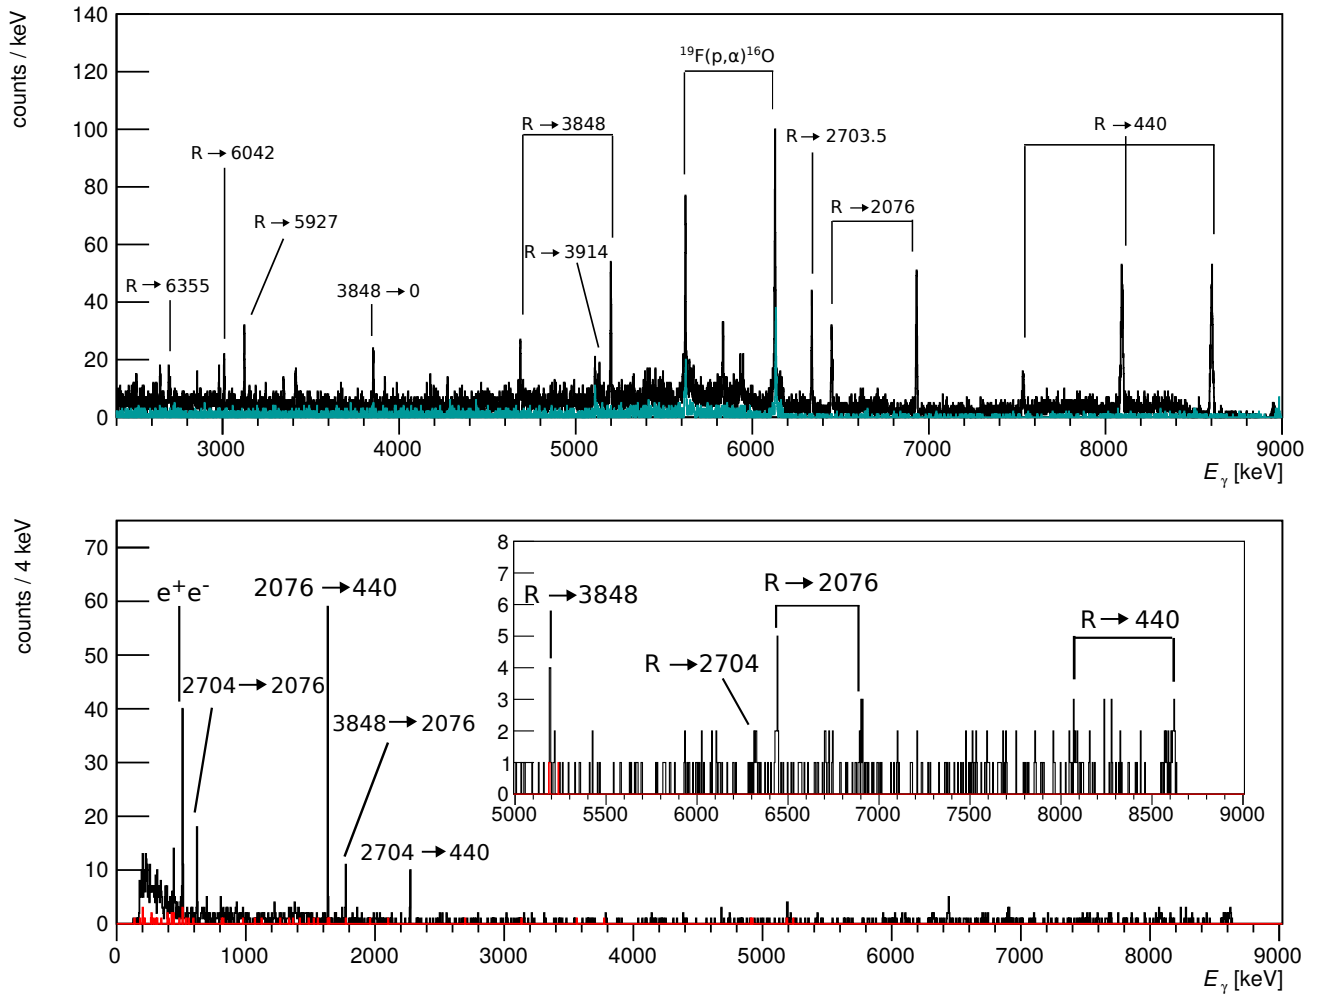 counts / keV
140
120
100
80
60
40
20
0
¹⁹F(p,α)¹⁶O
R → 3848
R → 2703.5
R → 440
R → 6042
R → 5927
R → 2076
R → 3914
R → 6355
3848 → 0
3000 4000 5000 6000 7000 8000 9000
E γ [keV]
counts / 4 keV
70
60
50
40
30
20
10
0
e⁺e⁻
2076 → 440
2704 → 2076
3848 → 2076
2704 → 440
8
7
6
5
4
3
2
1
0
R → 3848
R → 2076
R → 2704
R → 440
5000 5500 6000 6500 7000 7500 8000 8500 9000
0 1000 2000 3000 4000 5000 6000 7000 8000 9000
E γ [keV]